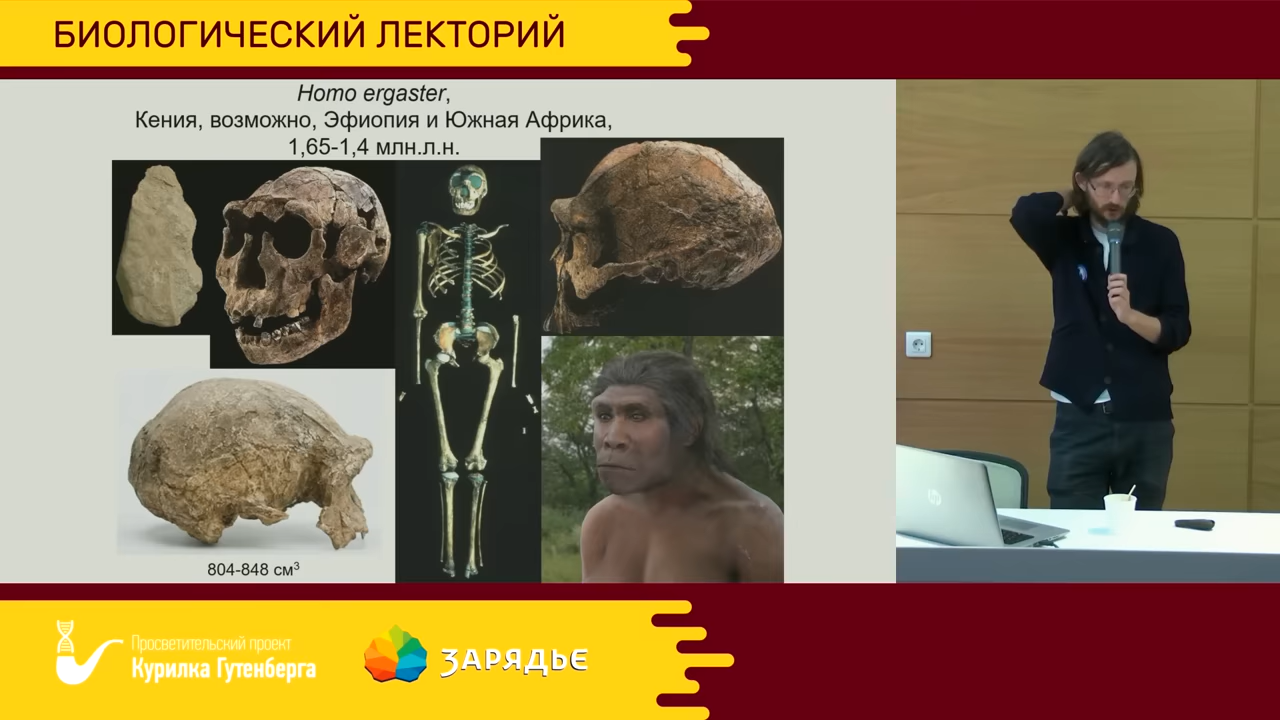 БИОЛОГИЧЕСКИЙ ЛЕКТОРИЙ
Homo ergaster,
Кения, возможно, Эфиопия и Южная Африка,
1,65-1,4 млн.л.н.
804-848 см³
Просветительский проект
Курилка Гутенберга
ЗАРЯДЬЕ
hp